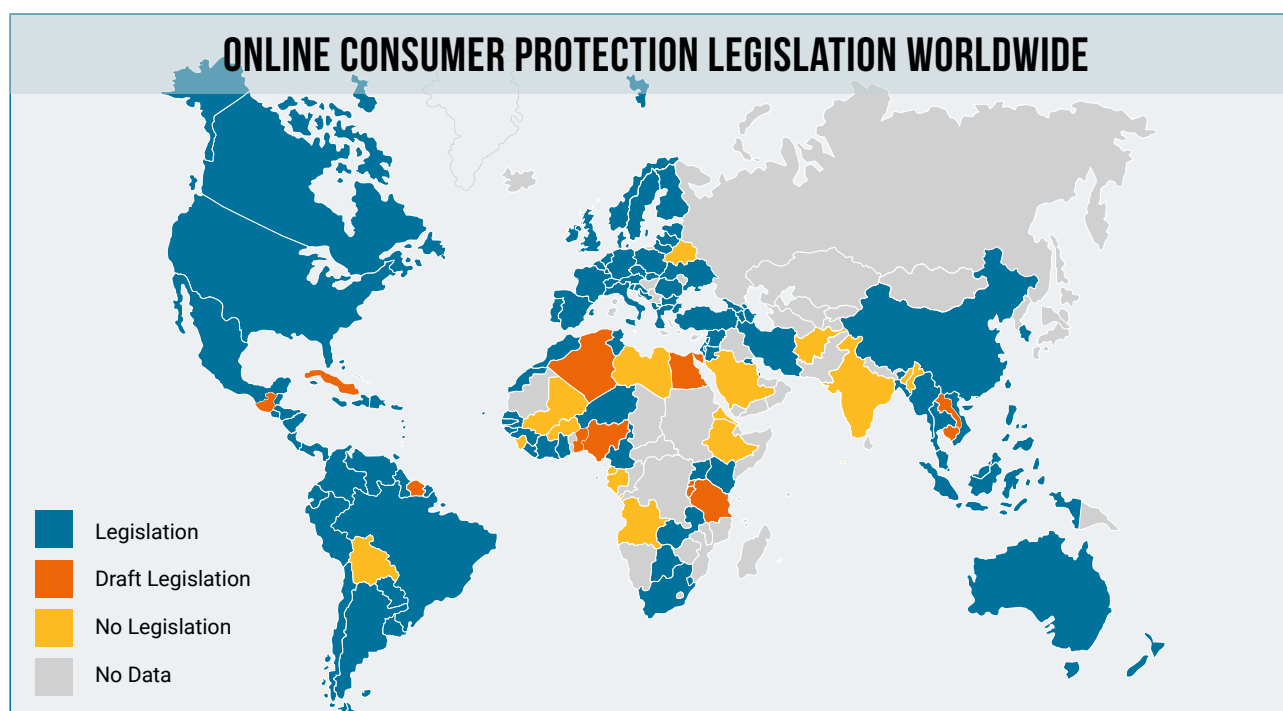 ONLINE CONSUMER PROTECTION LEGISLATION WORLDWIDE
Legislation
Draft Legislation
No Legislation
No Data